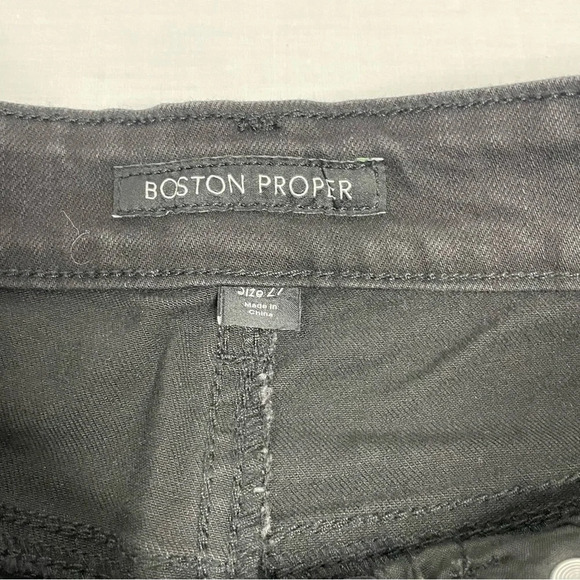 BOSTON PROPER
Size 27
Made in
China